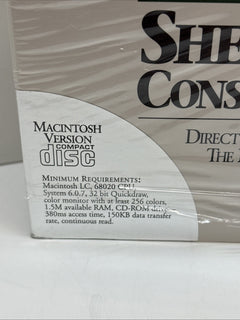 SHE
CONS
DIRECT
THE
MACINTOSH
VERSION
COMPACT
disc
MINIMUM REQUIREMENTS:
Macintosh LC, 68020 CPU,
System 6.0.7, 32 bit Quickdraw,
color monitor with at least 256 colors,
1.5M available RAM, CD-ROM drive
380ms access time, 150KB data transfer
rate, continuous read.